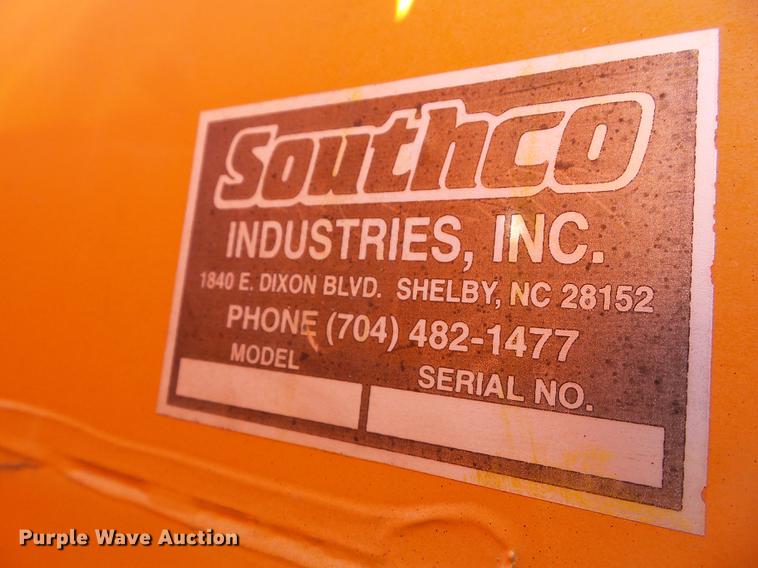 Southco
INDUSTRIES, INC.
1840 E. DIXON BLVD. SHELBY, NC 28152
PHONE (704) 482-1477
MODEL
SERIAL NO.
Purple Wave Auction